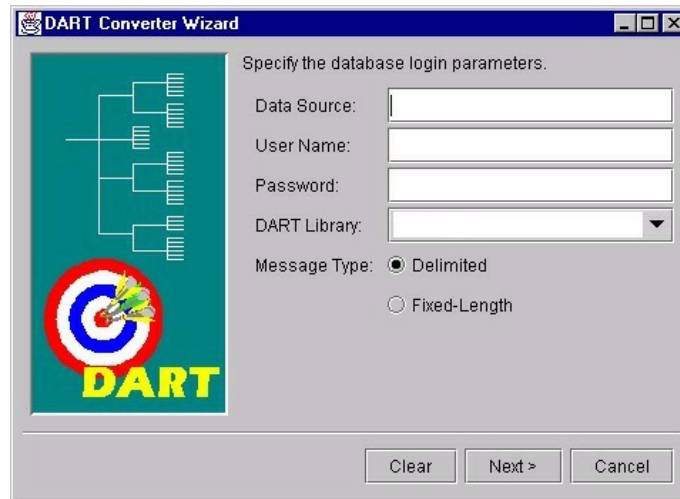 DART Converter Wizard
Specify the database login parameters.
Data Source:
User Name:
Password:
DART Library:
Message Type: Delimited
Fixed-Length
DART
Clear Next > Cancel